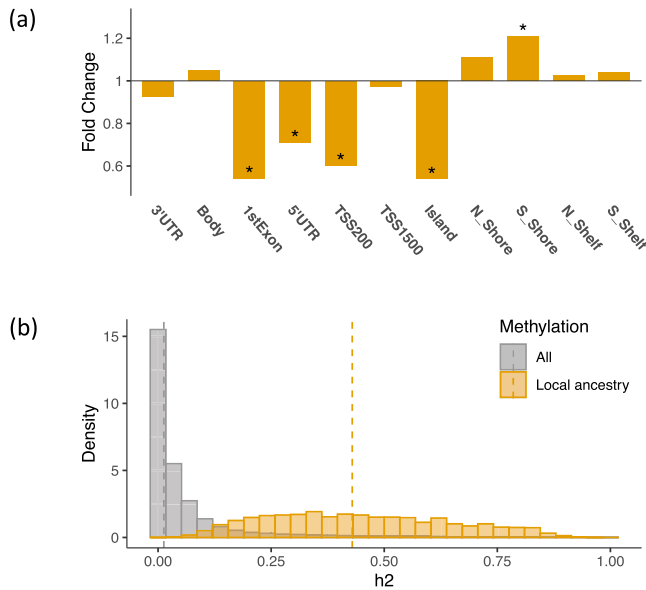 (a)
Fold Change
1.2
1
0.8
0.6
*
*
*
*
*
3'UTR
Body
1stExon
5'UTR
TSS200
TSS1500
Island
N_Shore
S_Shore
N_Shelf
S_Shelf
(b)
Density
15
10
5
0
Methylation
All
Local ancestry
0.00
0.25
0.50
0.75
1.00
h2